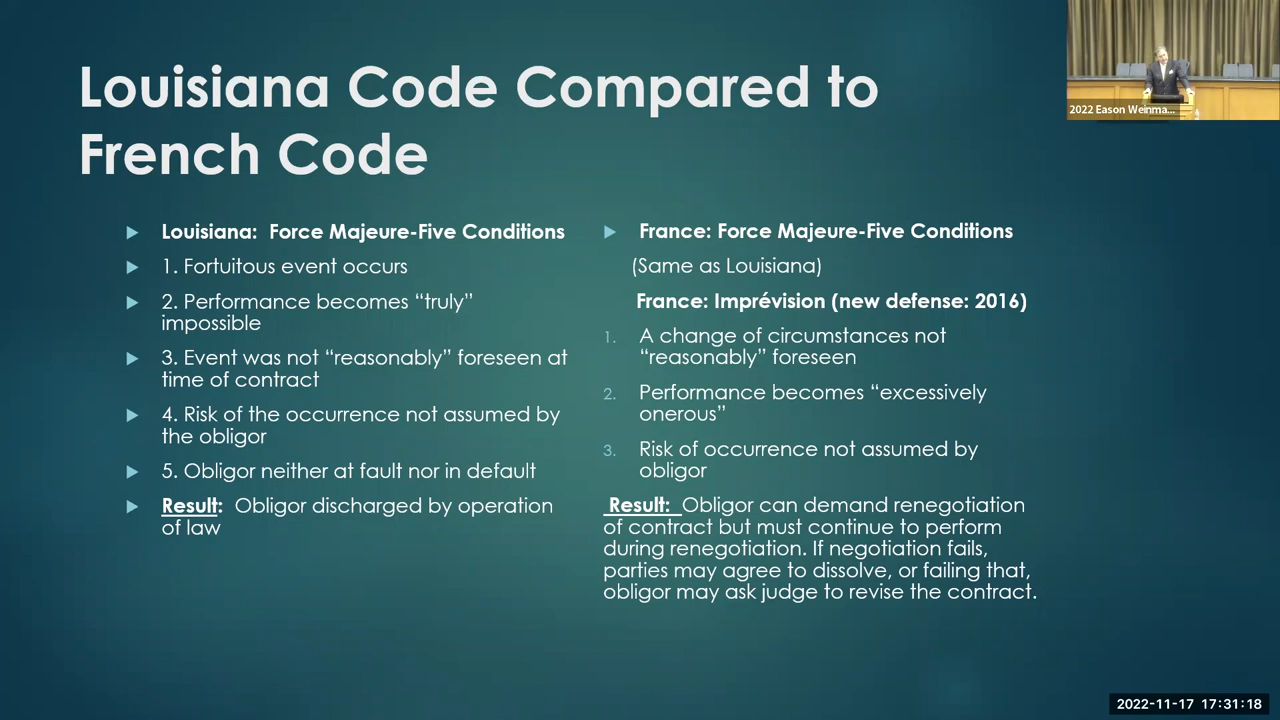 Louisiana Code Compared to
French Code
Louisiana: Force Majeure-Five Conditions
1. Fortuitous event occurs
2. Performance becomes “truly”
impossible
3. Event was not “reasonably” foreseen at
time of contract
4. Risk of the occurrence not assumed by
the obligor
5. Obligor neither at fault nor in default
Result: Obligor discharged by operation
of law
France: Force Majeure-Five Conditions
(Same as Louisiana)
France: Imprévision (new defense: 2016)
1. A change of circumstances not
“reasonably” foreseen
2. Performance becomes “excessively
onerous”
3. Risk of occurrence not assumed by
obligor
Result: Obligor can demand renegotiation
of contract but must continue to perform
during renegotiation. If negotiation fails,
parties may agree to dissolve, or failing that,
obligor may ask judge to revise the contract.
2022 Eason Weinma...
2022-11-17 17:31:18